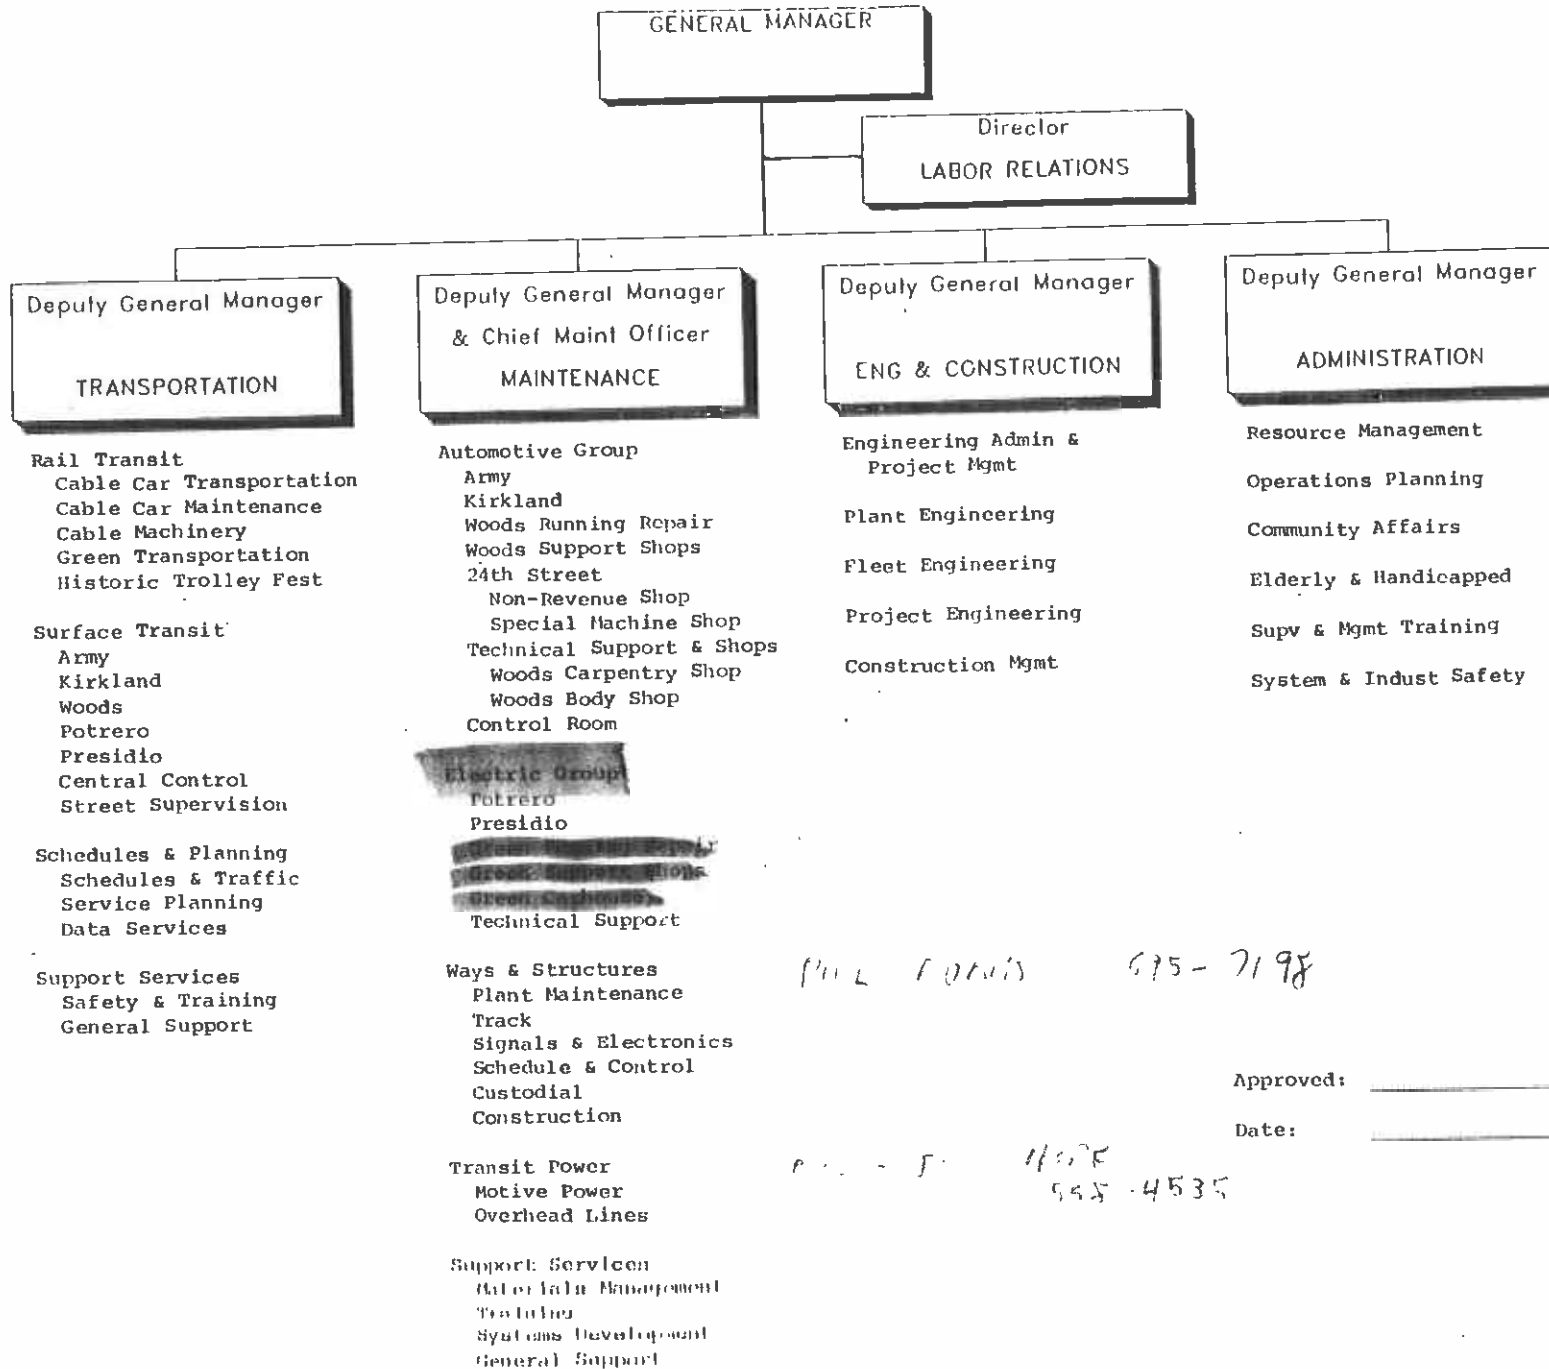 GENERAL MANAGER
Director
LABOR RELATIONS
Deputy General Manager
TRANSPORTATION
Rail Transit
Cable Car Transportation
Cable Car Maintenance
Cable Machinery
Green Transportation
Historic Trolley Fest
Surface Transit
Army
Kirkland
Woods
Potrero
Presidio
Central Control
Street Supervision
Schedules & Planning
Schedules & Traffic
Service Planning
Data Services
Support Services
Safety & Training
General Support
Deputy General Manager
& Chief Maint Officer
MAINTENANCE
Automotive Group
Army
Kirkland
Woods Running Repair
Woods Support Shops
24th Street
Non-Revenue Shop
Special Machine Shop
Technical Support & Shops
Woods Carpentry Shop
Woods Body Shop
Control Room
Electric Group
Potrero
Presidio
Green Running Repair
Green Support Shops
Green Carhouse
Technical Support
Ways & Structures
Plant Maintenance
Track
Signals & Electronics
Schedule & Control
Custodial
Construction
Transit Power
Motive Power
Overhead Lines
Support Services
Materials Management
Training
Systems Development
General Support
Deputy General Manager
ENG & CONSTRUCTION
Engineering Admin &
Project Mgmt
Plant Engineering
Fleet Engineering
Project Engineering
Construction Mgmt
Deputy General Manager
ADMINISTRATION
Resource Management
Operations Planning
Community Affairs
Elderly & Handicapped
Supv & Mgmt Training
System & Indust Safety
Approved:
Date: